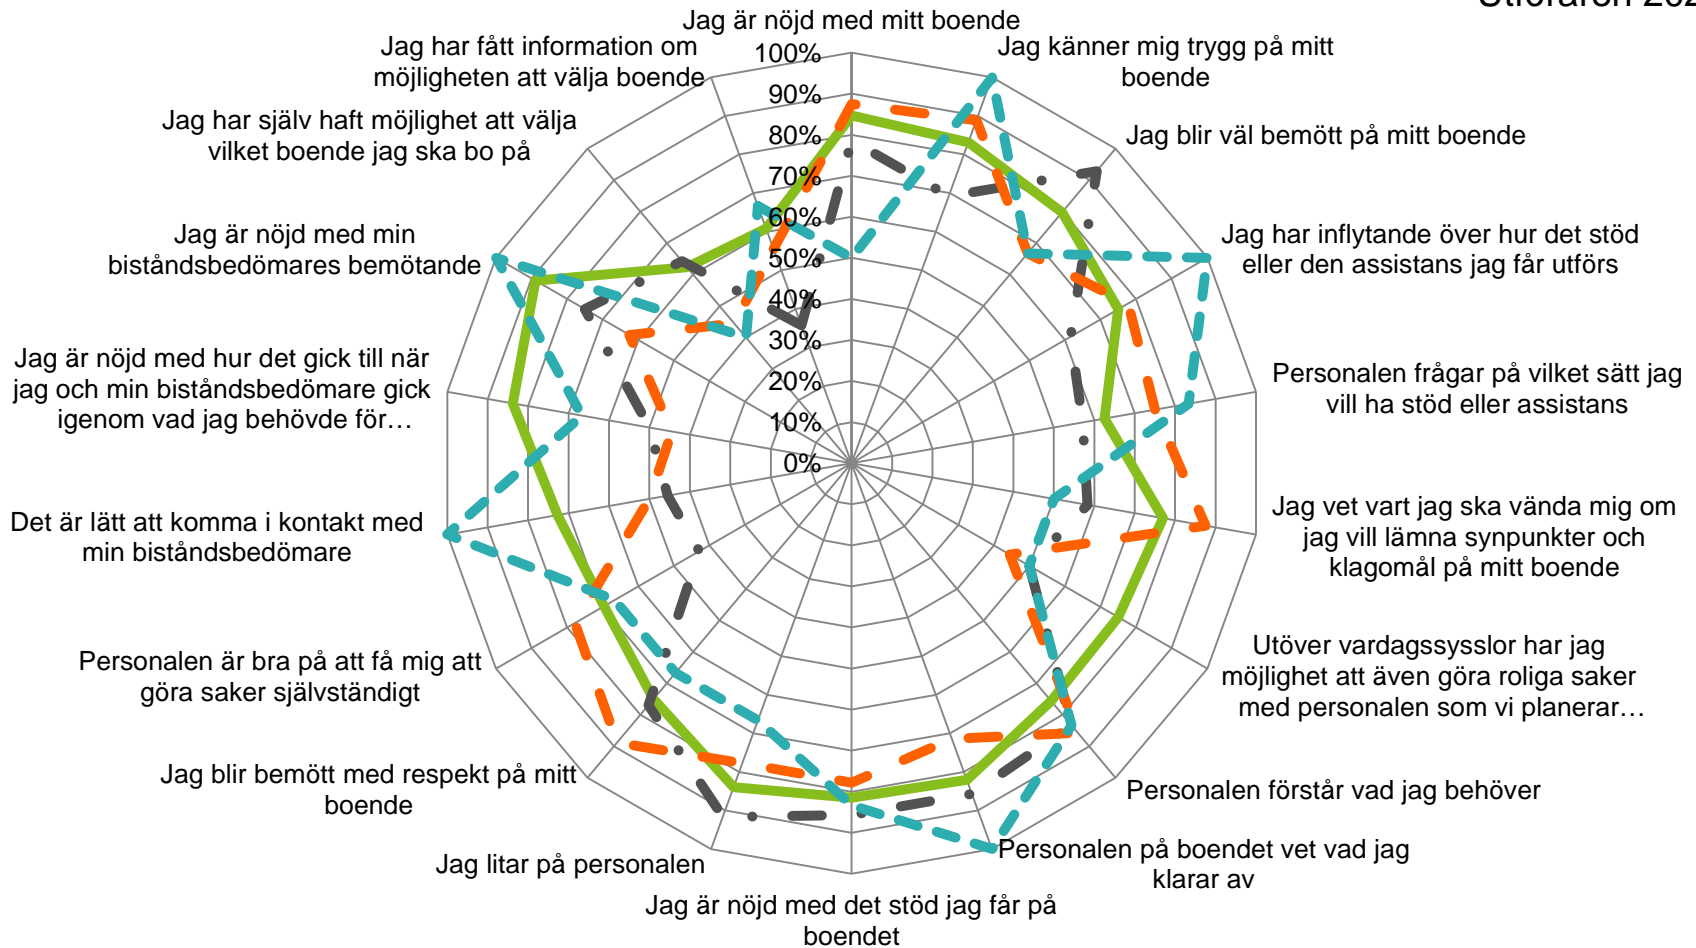 Jag är nöjd med mitt boende
Jag känner mig trygg på mitt
boende
Jag blir väl bemött på mitt boende
Jag har inflytande över hur det stöd
eller den assistans jag får utförs
Personalen frågar på vilket sätt jag
vill ha stöd eller assistans
Jag vet vart jag ska vända mig om
jag vill lämna synpunkter och
klagomål på mitt boende
Utöver vardagssysslor har jag
möjlighet att även göra roliga saker
med personalen som vi planerar…
Personalen förstår vad jag behöver
Personalen på boendet vet vad jag
klarar av
Jag är nöjd med det stöd jag får på
boendet
Jag litar på personalen
Jag blir bemött med respekt på mitt
boende
Personalen är bra på att få mig att
göra saker självständigt
Det är lätt att komma i kontakt med
min biståndsbedömare
Jag är nöjd med hur det gick till när
jag och min biståndsbedömare gick
igenom vad jag behövde för…
Jag är nöjd med min
biståndsbedömares bemötande
Jag har själv haft möjlighet att välja
vilket boende jag ska bo på
Jag har fått information om
möjligheten att välja boende
100%
90%
80%
70%
60%
50%
40%
30%
20%
10%
0%